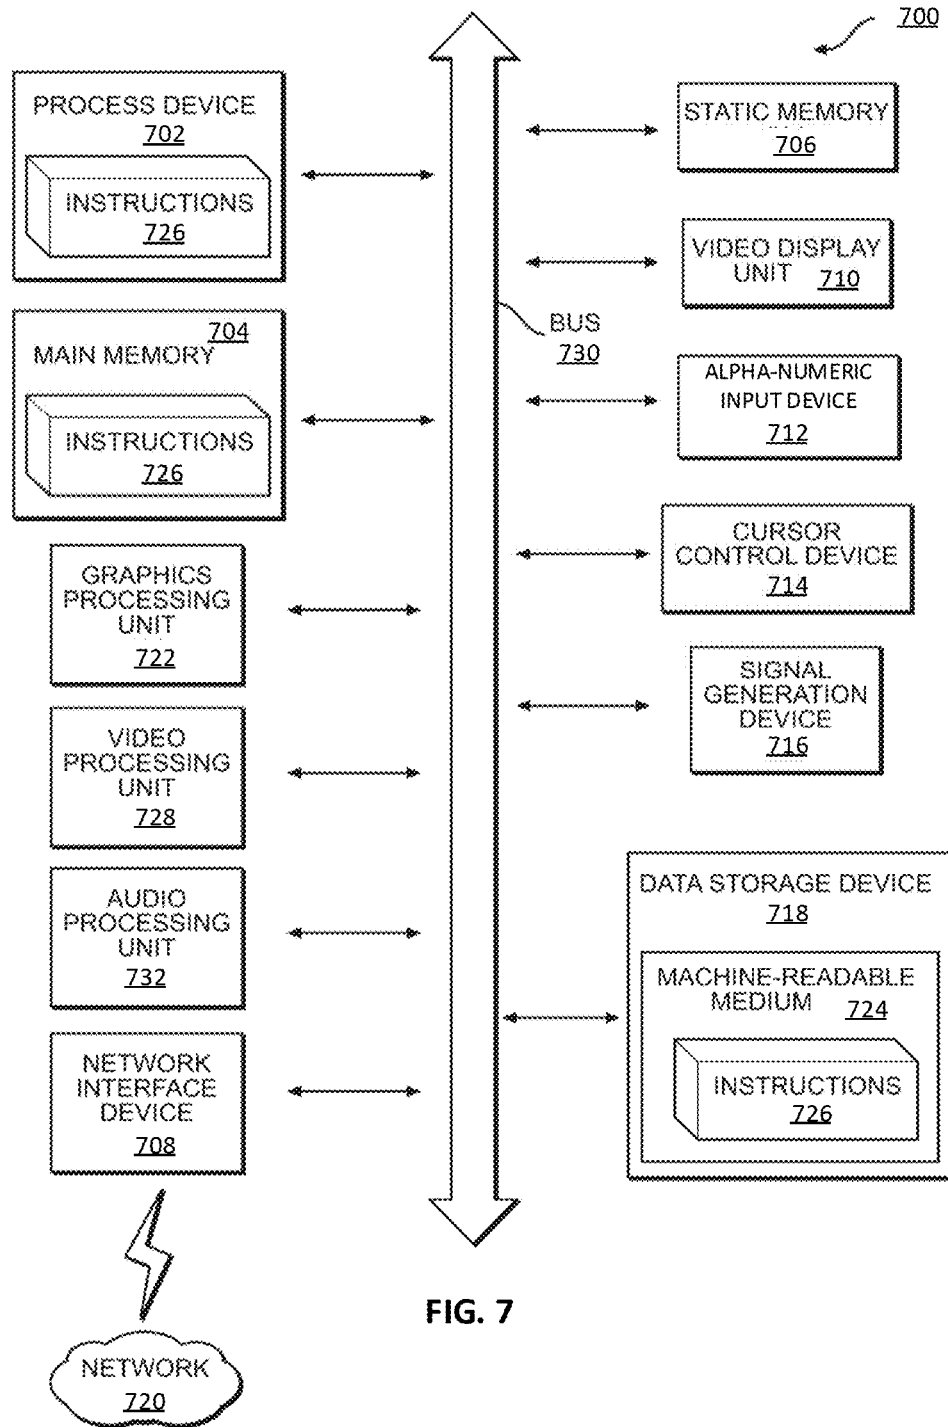 700
PROCESS DEVICE
702
INSTRUCTIONS
726
704
MAIN MEMORY
INSTRUCTIONS
726
GRAPHICS
PROCESSING
UNIT
722
VIDEO
PROCESSING
UNIT
728
AUDIO
PROCESSING
UNIT
732
NETWORK
INTERFACE
DEVICE
708
NETWORK
720
BUS
730
STATIC MEMORY
706
VIDEO DISPLAY
UNIT 710
ALPHA-NUMERIC
INPUT DEVICE
712
CURSOR
CONTROL DEVICE
714
SIGNAL
GENERATION
DEVICE
716
DATA STORAGE DEVICE
718
MACHINE-READABLE
MEDIUM 724
INSTRUCTIONS
726
FIG. 7